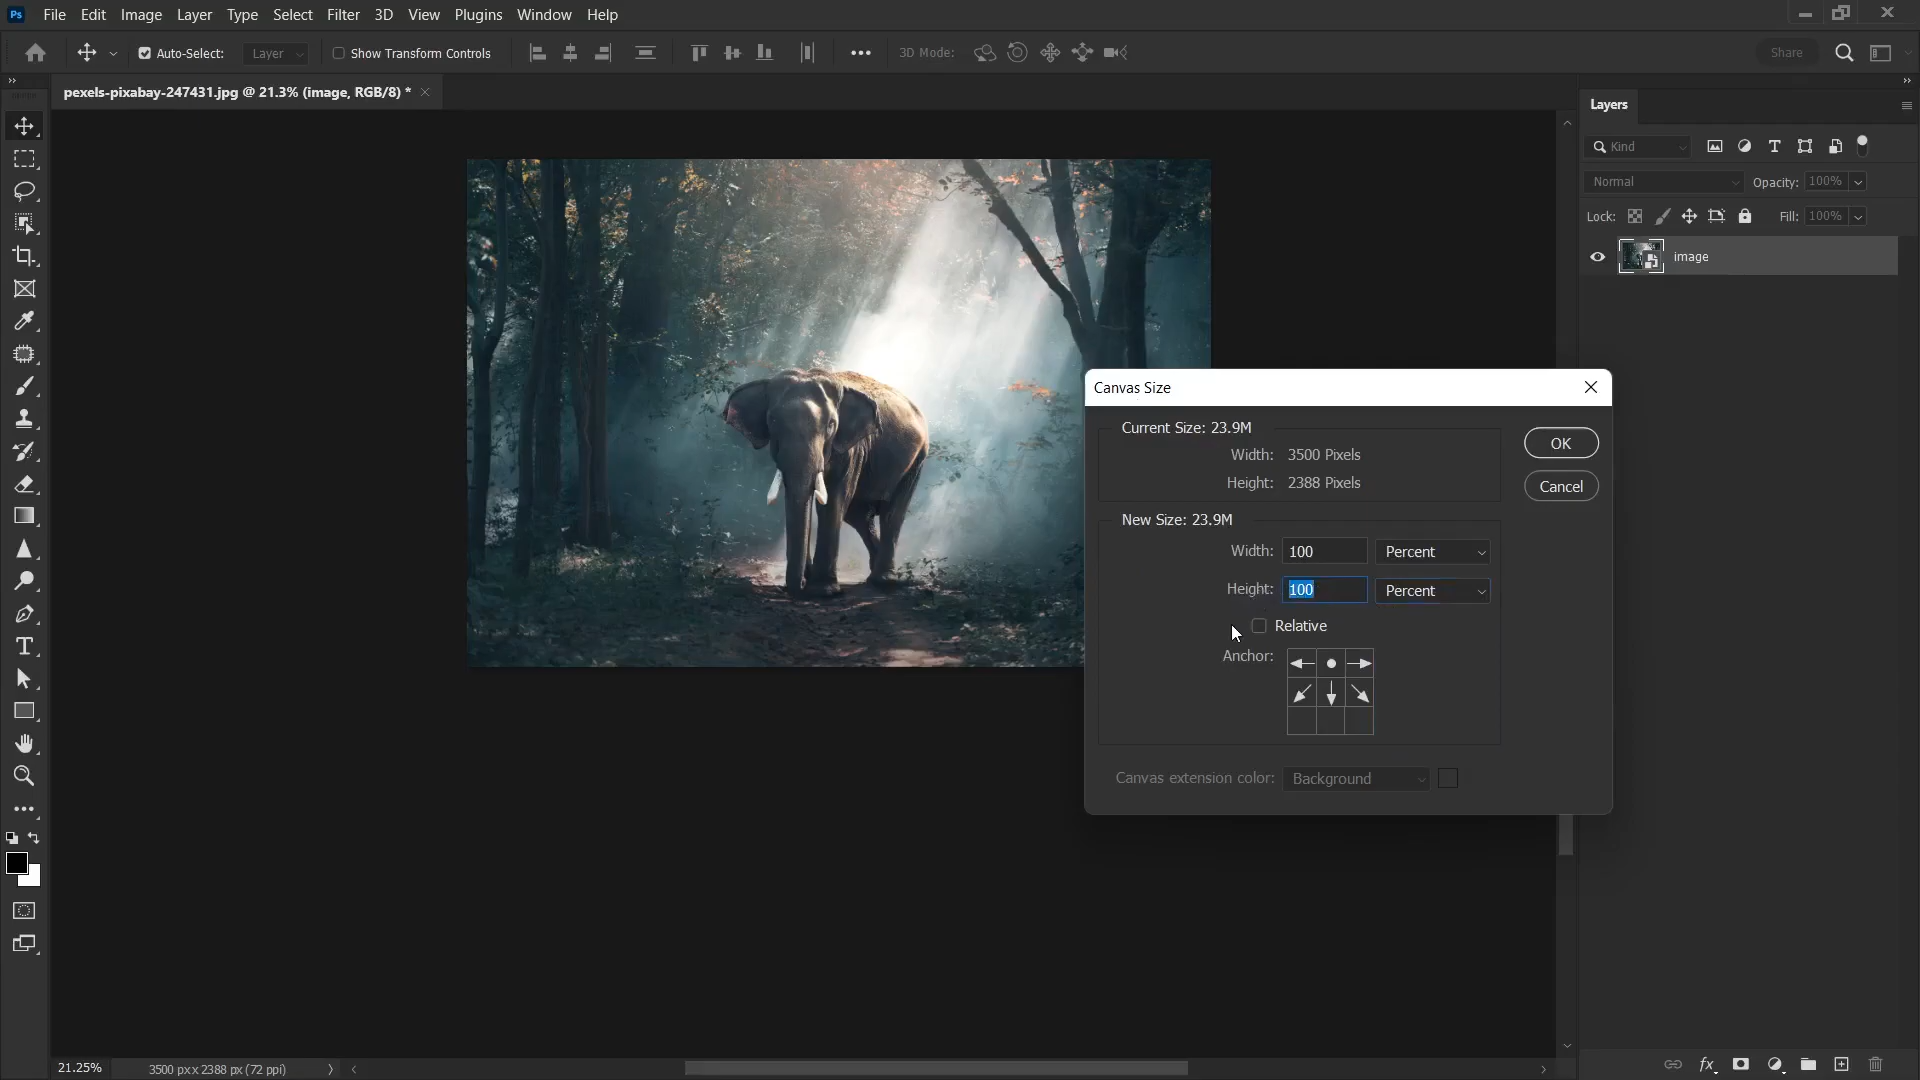 Ps File Edit Image Layer Type Select Filter 3D View Plugins Window Help
Auto-Select: Layer Show Transform Controls 3D Mode: Share
pexels-pixabay-247431.jpg @ 21.3% (image, RGB/8) *
Layers
Kind
Normal Opacity: 100%
Lock: Fill: 100%
image
Canvas Size
Current Size: 23.9M
Width: 3500 Pixels
Height: 2388 Pixels
OK
Cancel
New Size: 23.9M
Width: 100 Percent
Height: 100 Percent
Relative
Anchor:
Canvas extension color: Background
21.25% 3500 px x 2388 px (72 ppi)
fx